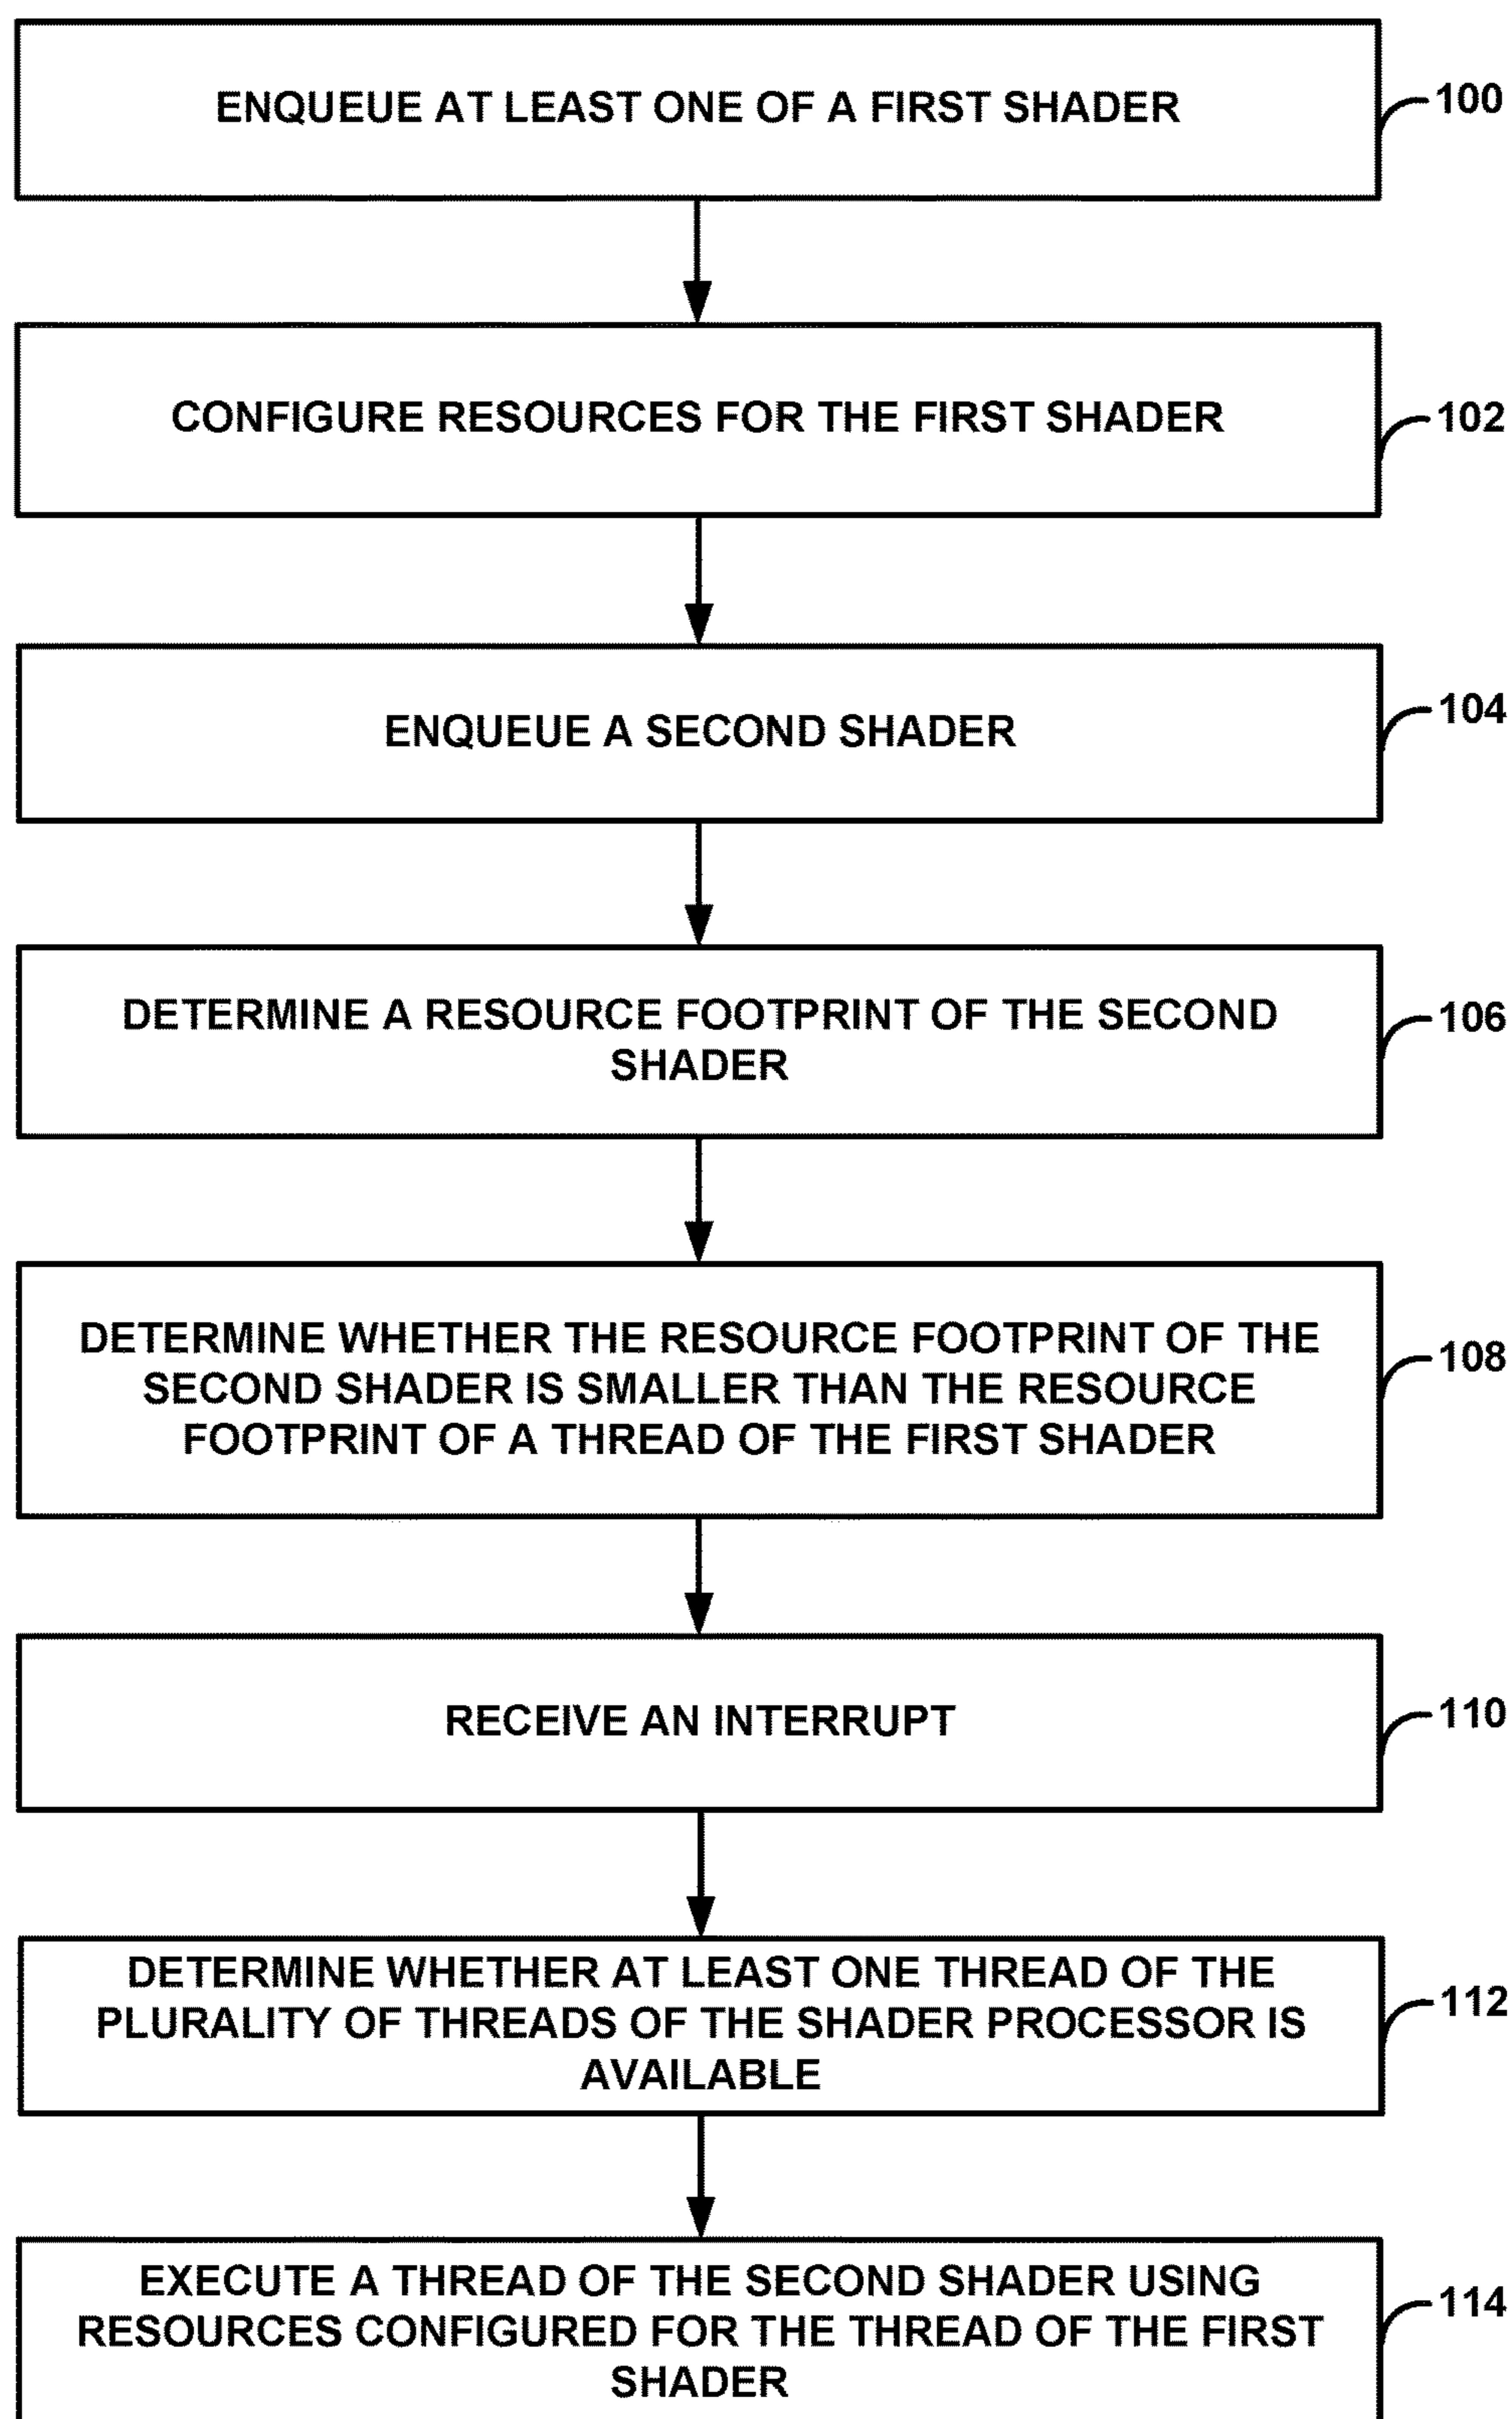 ENQUEUE AT LEAST ONE OF A FIRST SHADER
100
CONFIGURE RESOURCES FOR THE FIRST SHADER
102
ENQUEUE A SECOND SHADER
104
DETERMINE A RESOURCE FOOTPRINT OF THE SECOND
SHADER
106
DETERMINE WHETHER THE RESOURCE FOOTPRINT OF THE
SECOND SHADER IS SMALLER THAN THE RESOURCE
FOOTPRINT OF A THREAD OF THE FIRST SHADER
108
RECEIVE AN INTERRUPT
110
DETERMINE WHETHER AT LEAST ONE THREAD OF THE
PLURALITY OF THREADS OF THE SHADER PROCESSOR IS
AVAILABLE
112
EXECUTE A THREAD OF THE SECOND SHADER USING
RESOURCES CONFIGURED FOR THE THREAD OF THE FIRST
SHADER
114